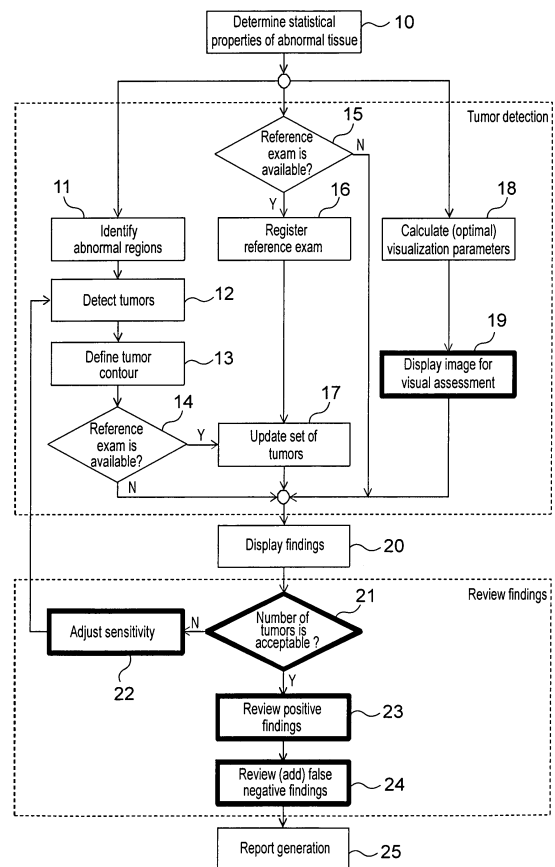 Determine statistical
properties of abnormal tissue
10
Tumor detection
15
Reference
exam is
available?
N
Y
11
16
18
Identify
abnormal regions
Register
reference exam
Calculate (optimal)
visualization parameters
Detect tumors
12
19
Define tumor
contour
13
Display image for
visual assessment
14
17
Reference
exam is
available?
Y
N
Update set of
tumors
Display findings
20
Review findings
21
Number of
tumors is
acceptable ?
N
Y
Adjust sensitivity
22
Review positive
findings
23
Review (add) false
negative findings
24
Report generation
25